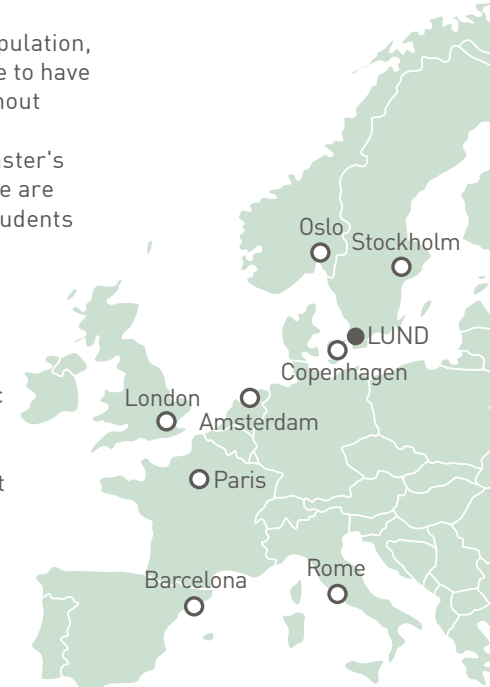 pulation,
e to have
hout
ster's
e are
udents
c
t
Oslo
Stockholm
LUND
Copenhagen
London
Amsterdam
Paris
Barcelona
Rome